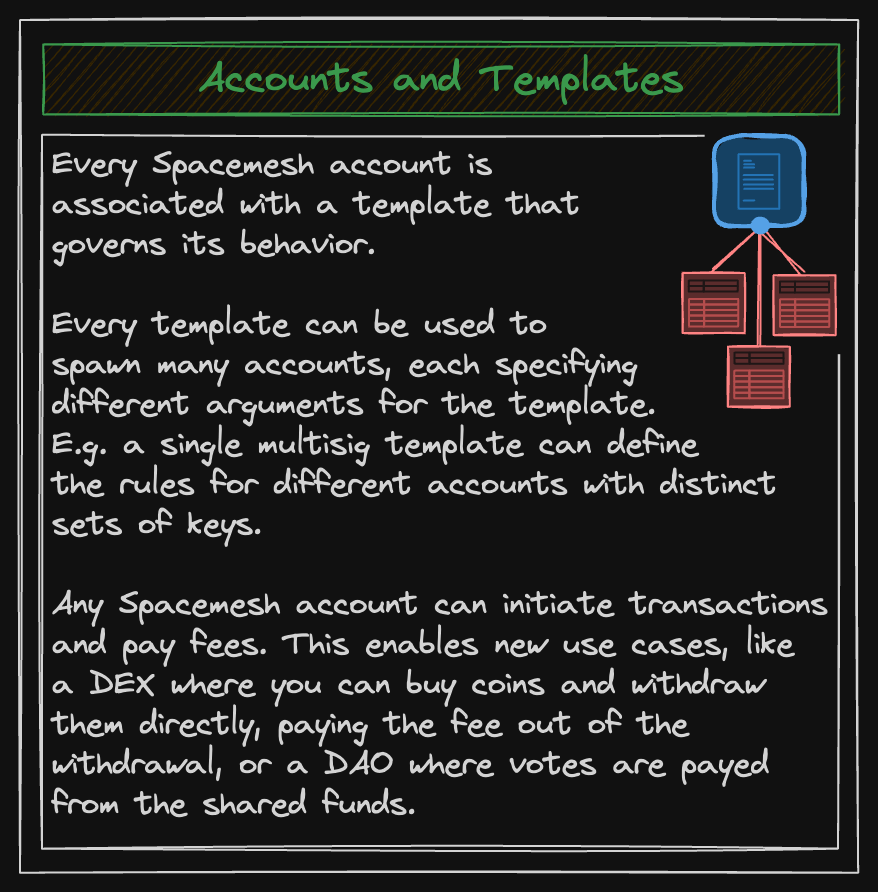 Accounts and Templates
Every Spacemesh account is
associated with a template that
governs its behavior.
Every template can be used to
spawn many accounts, each specifying
different arguments for the template.
E.g. a single multisig template can define
the rules for different accounts with distinct
sets of keys.
Any Spacemesh account can initiate transactions
and pay fees. This enables new use cases, like
a DEX where you can buy coins and withdraw
them directly, paying the fee out of the
withdrawal, or a DAO where votes are payed
from the shared funds.